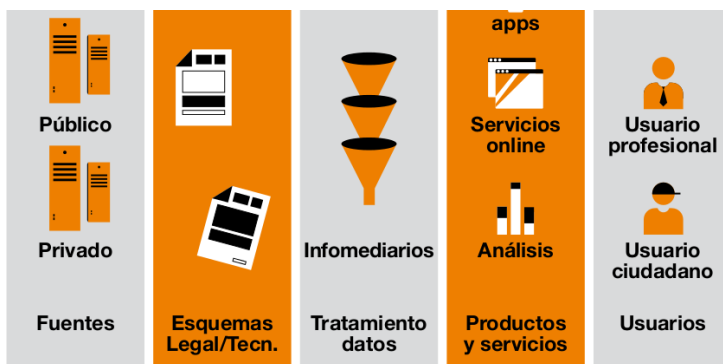 Público
Privado
Fuentes
Esquemas
Legal/Tecn.
Infomediarios
Tratamiento
datos
apps
Servicios
online
Análisis
Productos
y servicios
Usuario
profesional
Usuario
ciudadano
Usuarios